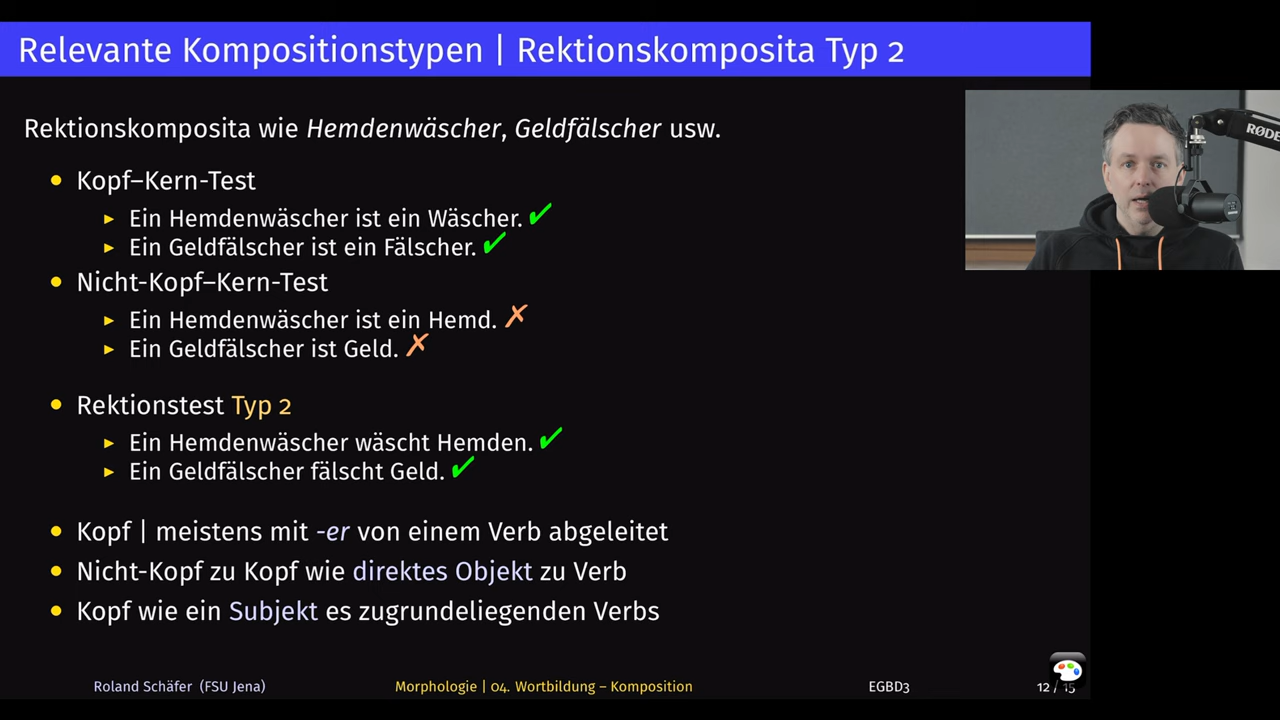 Relevante Kompositionstypen | Rektionskomposita Typ 2
Rektionskomposita wie Hemdenwäscher, Geldfälscher usw.
• Kopf–Kern-Test
▸ Ein Hemdenwäscher ist ein Wäscher. ✔
▸ Ein Geldfälscher ist ein Fälscher. ✔
• Nicht-Kopf–Kern-Test
▸ Ein Hemdenwäscher ist ein Hemd. ✗
▸ Ein Geldfälscher ist Geld. ✗
• Rektionstest Typ 2
▸ Ein Hemdenwäscher wäscht Hemden. ✔
▸ Ein Geldfälscher fälscht Geld. ✔
• Kopf | meistens mit -er von einem Verb abgeleitet
• Nicht-Kopf zu Kopf wie direktes Objekt zu Verb
• Kopf wie ein Subjekt es zugrundeliegenden Verbs
Roland Schäfer (FSU Jena) Morphologie | 04. Wortbildung – Komposition EGBD3 12 / 15
RØDE